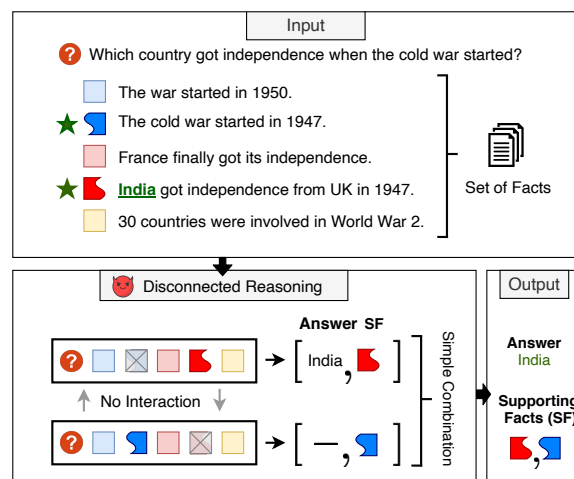 Input
? Which country got independence when the cold war started?
The war started in 1950.
The cold war started in 1947.
France finally got its independence.
India got independence from UK in 1947.
30 countries were involved in World War 2.
Set of Facts
Disconnected Reasoning
Answer SF
? [ India , ]
No Interaction
? [ — , ]
Simple Combination
Output
Answer
India
Supporting
Facts (SF)
,